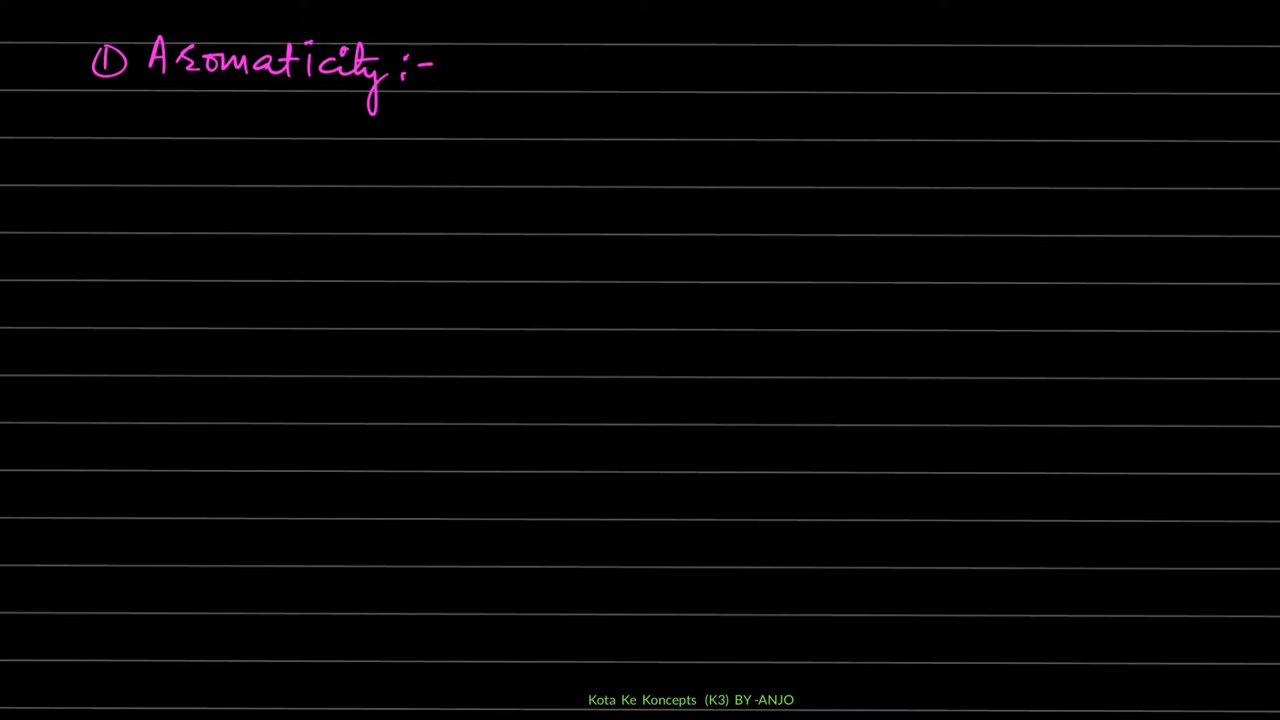 ① Aromaticity :-
Kota Ke Koncepts (K3) BY -ANJO